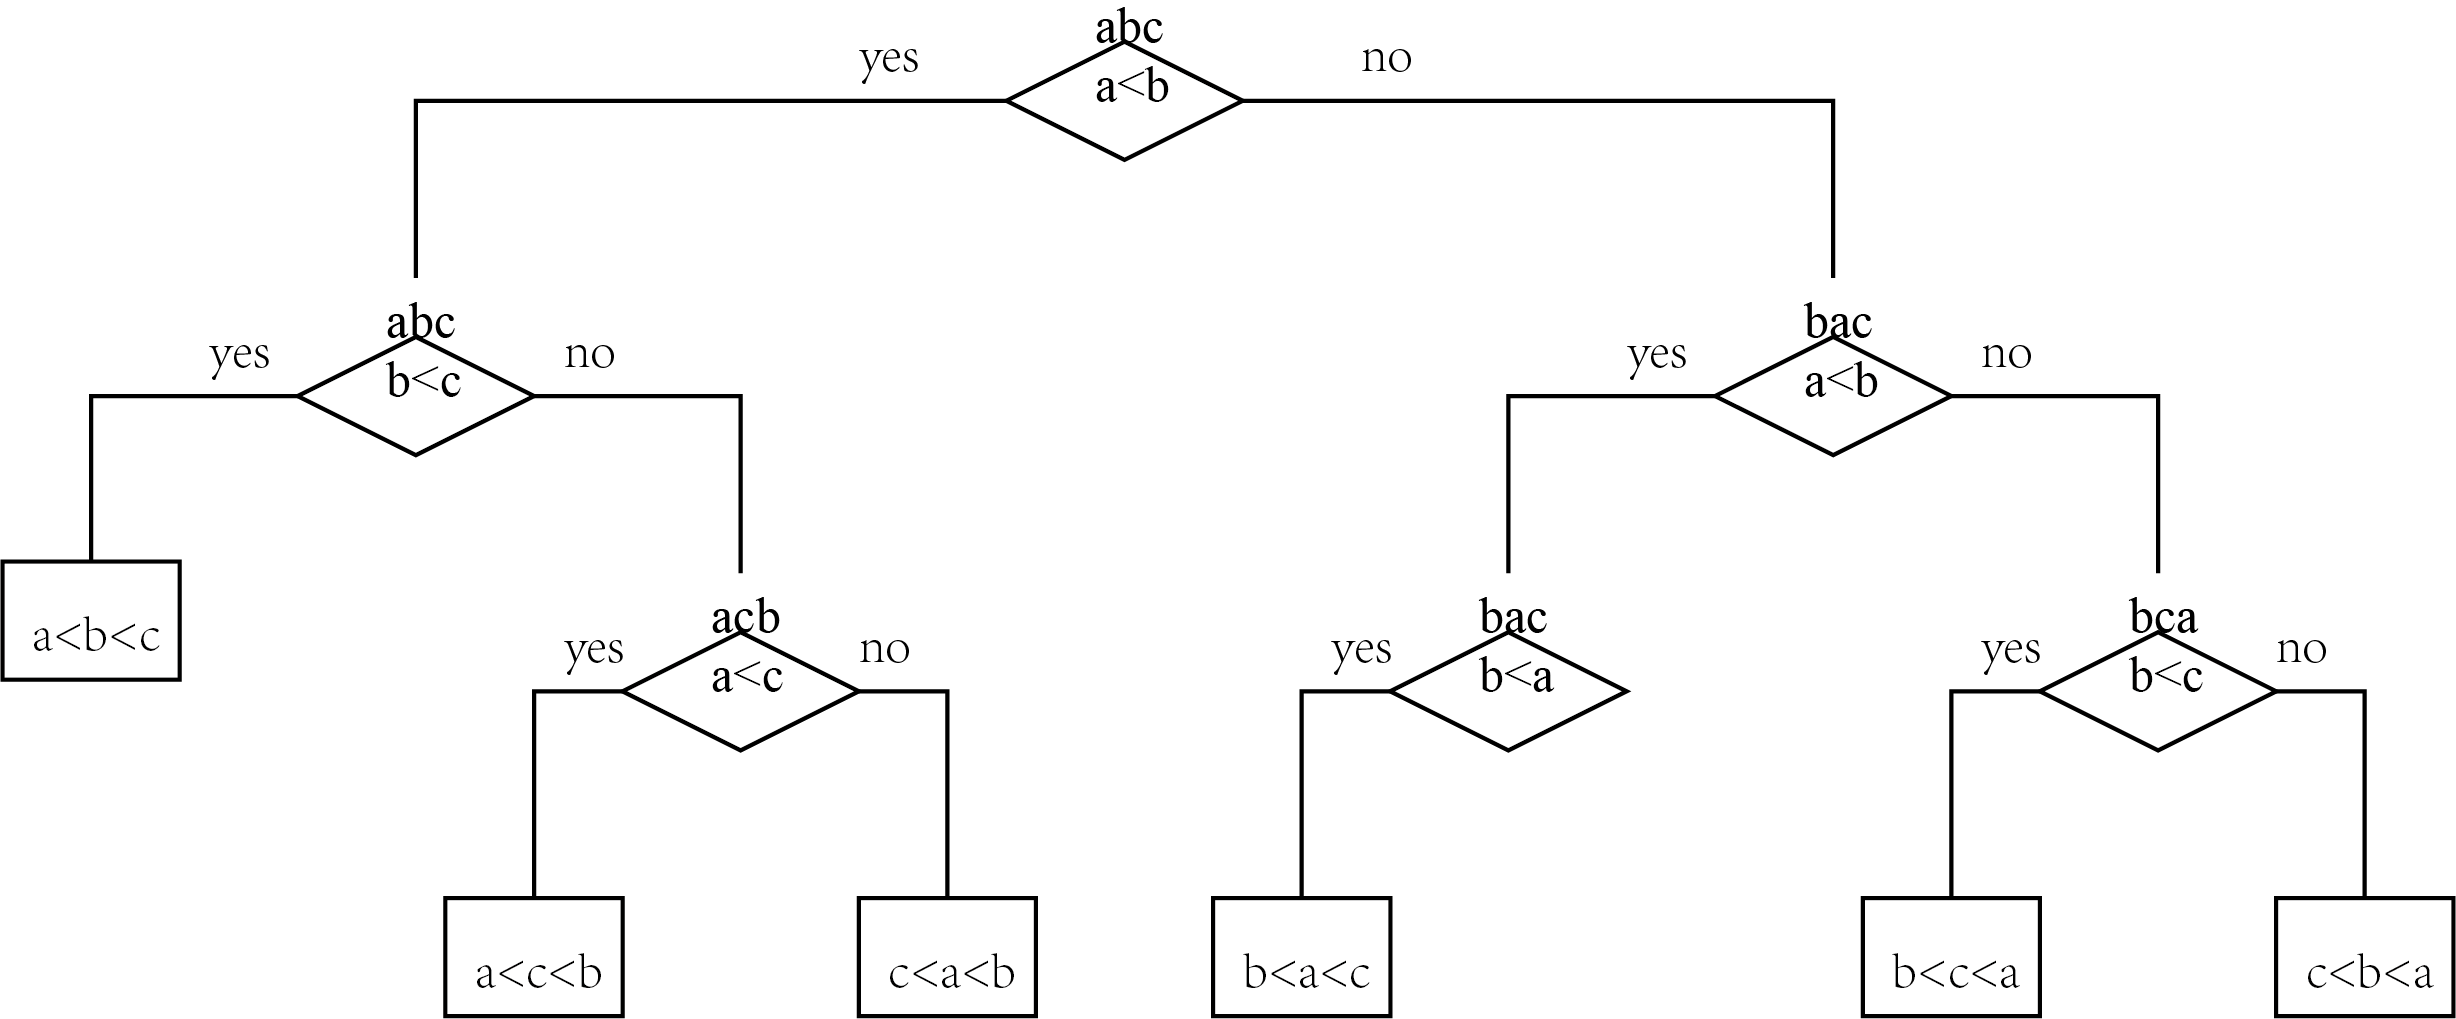 abc
yes
no
a<b
abc
bac
yes
no
yes
no
b<c
a<b
acb
bac
bca
a<b<c
yes
no
yes
yes
no
a<c
b<a
b<c
a<c<b
c<a<b
b<a<c
b<c<a
c<b<a